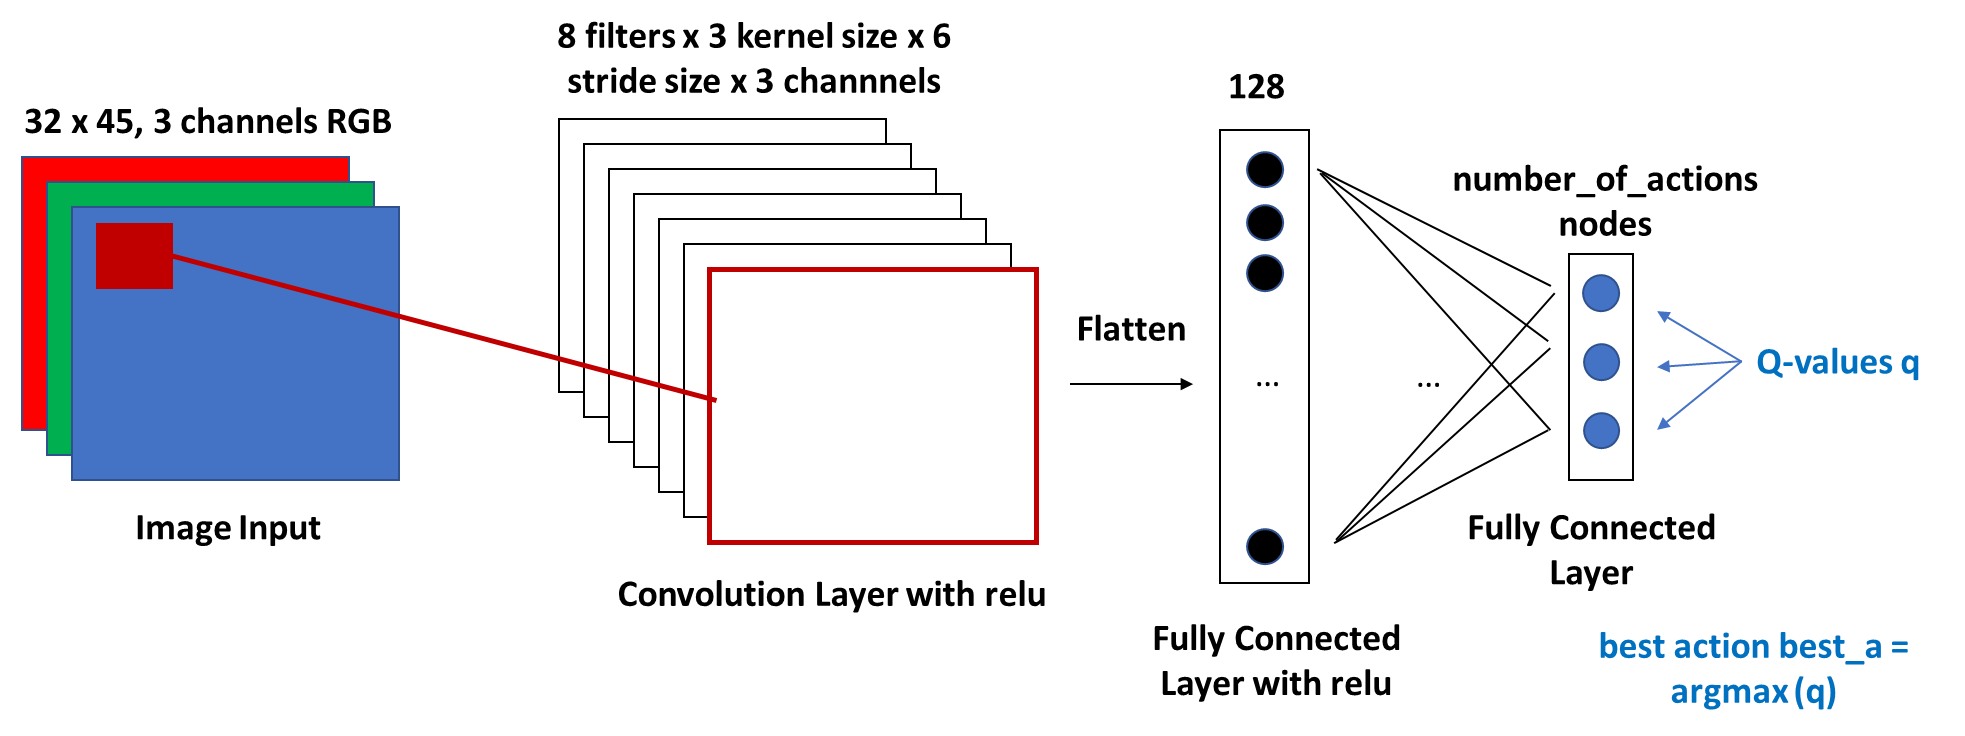 8 filters x 3 kernel size x 6
stride size x 3 channnels
32 x 45, 3 channels RGB
128
number_of_actions
nodes
Flatten
...
...
Q-values q
Image Input
Convolution Layer with relu
Fully Connected
Layer with relu
Fully Connected
Layer
best action best_a =
argmax (q)